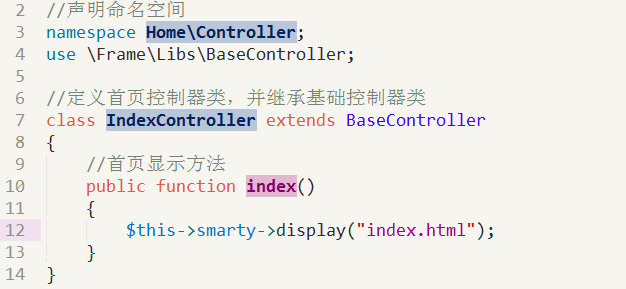 2 //声明命名空间
3 namespace Home\Controller;
4 use \Frame\Libs\BaseController;
5
6 //定义首页控制器类，并继承基础控制器类
7 class IndexController extends BaseController
8 {
9     //首页显示方法
10     public function index()
11     {
12         $this->smarty->display("index.html");
13     }
14 }